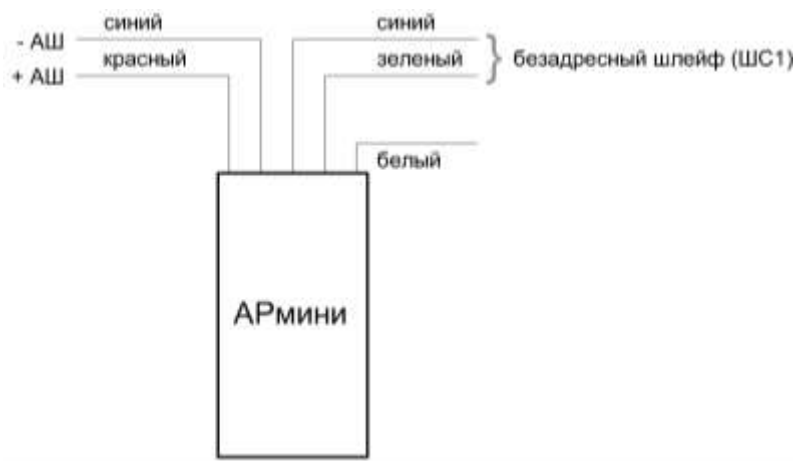 синий
- АШ
красный
+ АШ
синий
зеленый
безадресный шлейф (ШС1)
белый
АРмини